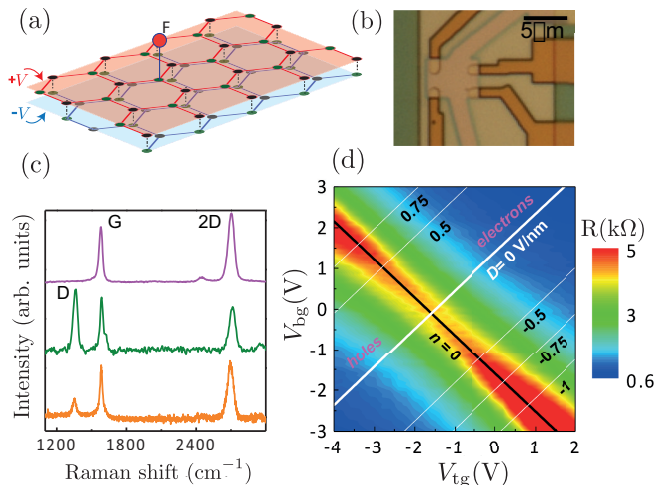 (a)
F
+V
-V
(b)
5▯m
(c)
G
2D
D
Intensity (arb. units)
1200
1800
2400
Raman shift (cm⁻¹)
(d)
3
2
1
0
-1
-2
-3
V_bg(V)
0.75
0.5
electrons
D= 0 V/nm
holes
n = 0
-0.5
-0.75
-1
-4
-3
-2
-1
0
1
2
V_tg(V)
R(kΩ)
5
3
0.6